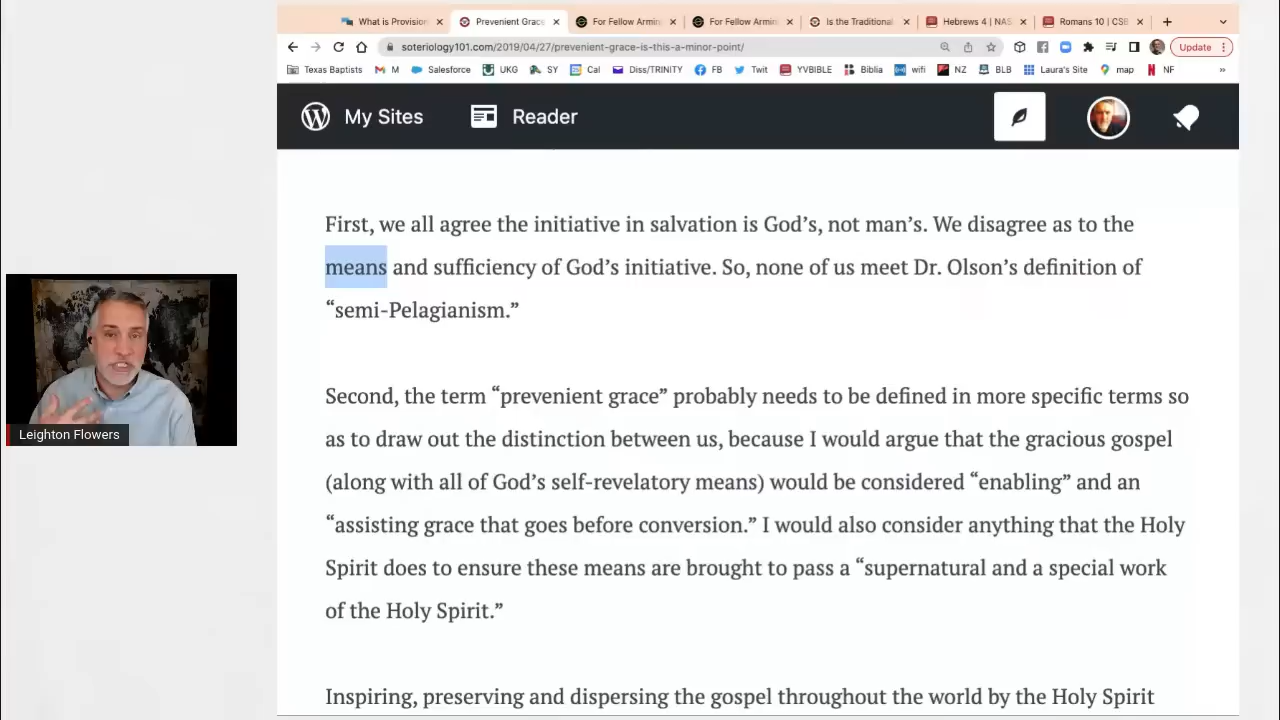 What is Provision
Prevenient Grace
For Fellow Armin
For Fellow Armin
Is the Traditional
Hebrews 4 | NAS
Romans 10 | CSB
soteriology101.com/2019/04/27/prevenient-grace-is-this-a-minor-point/
Update
Texas Baptists M Salesforce UKG SY Cal Diss/TRINITY FB Twit YVBIBLE Biblia wifi NZ BLB Laura's Site map NF »
My Sites Reader
First, we all agree the initiative in salvation is God’s, not man’s. We disagree as to the
means and sufficiency of God’s initiative. So, none of us meet Dr. Olson’s definition of
“semi-Pelagianism.”
Second, the term “prevenient grace” probably needs to be defined in more specific terms so
as to draw out the distinction between us, because I would argue that the gracious gospel
(along with all of God’s self-revelatory means) would be considered “enabling” and an
“assisting grace that goes before conversion.” I would also consider anything that the Holy
Spirit does to ensure these means are brought to pass a “supernatural and a special work
of the Holy Spirit.”
Inspiring, preserving and dispersing the gospel throughout the world by the Holy Spirit
Leighton Flowers